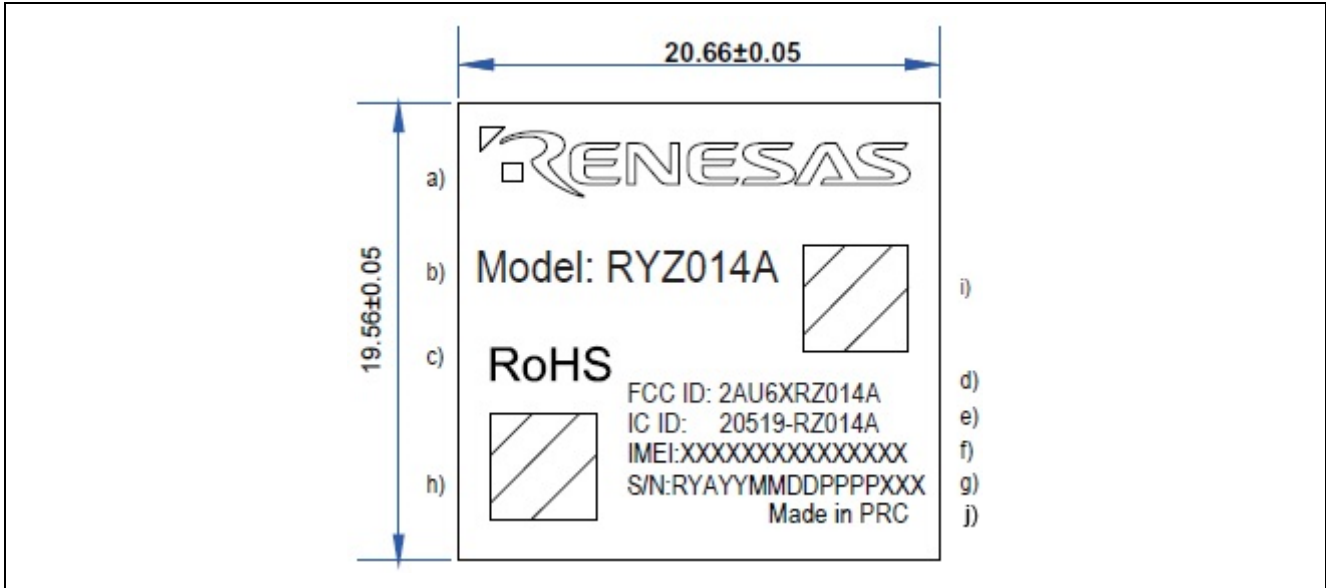 20.66±0.05
19.56±0.05
a)
RENESAS
b)
Model: RYZ014A
i)
c)
RoHS
d)
FCC ID: 2AU6XRZ014A
e)
IC ID: 20519-RZ014A
f)
IMEI:XXXXXXXXXXXXXXX
h)
S/N:RYAYYMMDDPPPPXXX
g)
Made in PRC
j)